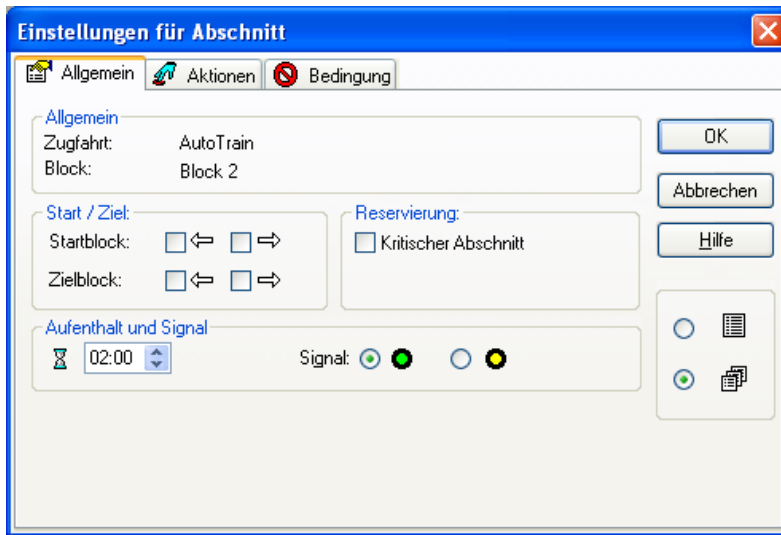 Einstellungen für Abschnitt
Allgemein Aktionen Bedingung
Allgemein
Zugfahrt: AutoTrain
Block: Block 2
OK
Abbrechen
Hilfe
Start / Ziel:
Startblock:
Zielblock:
Reservierung:
Kritischer Abschnitt
Aufenthalt und Signal
02:00 Signal: